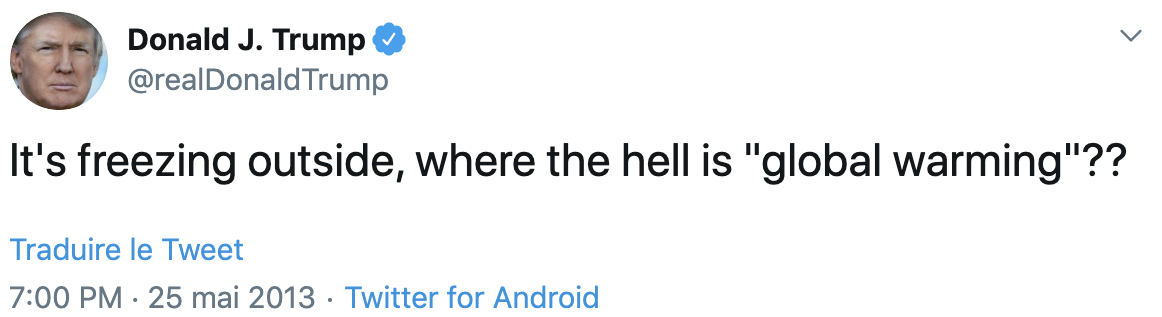 Donald J. Trump
@realDonaldTrump
It's freezing outside, where the hell is "global warming"??
Traduire le Tweet
7:00 PM · 25 mai 2013 · Twitter for Android